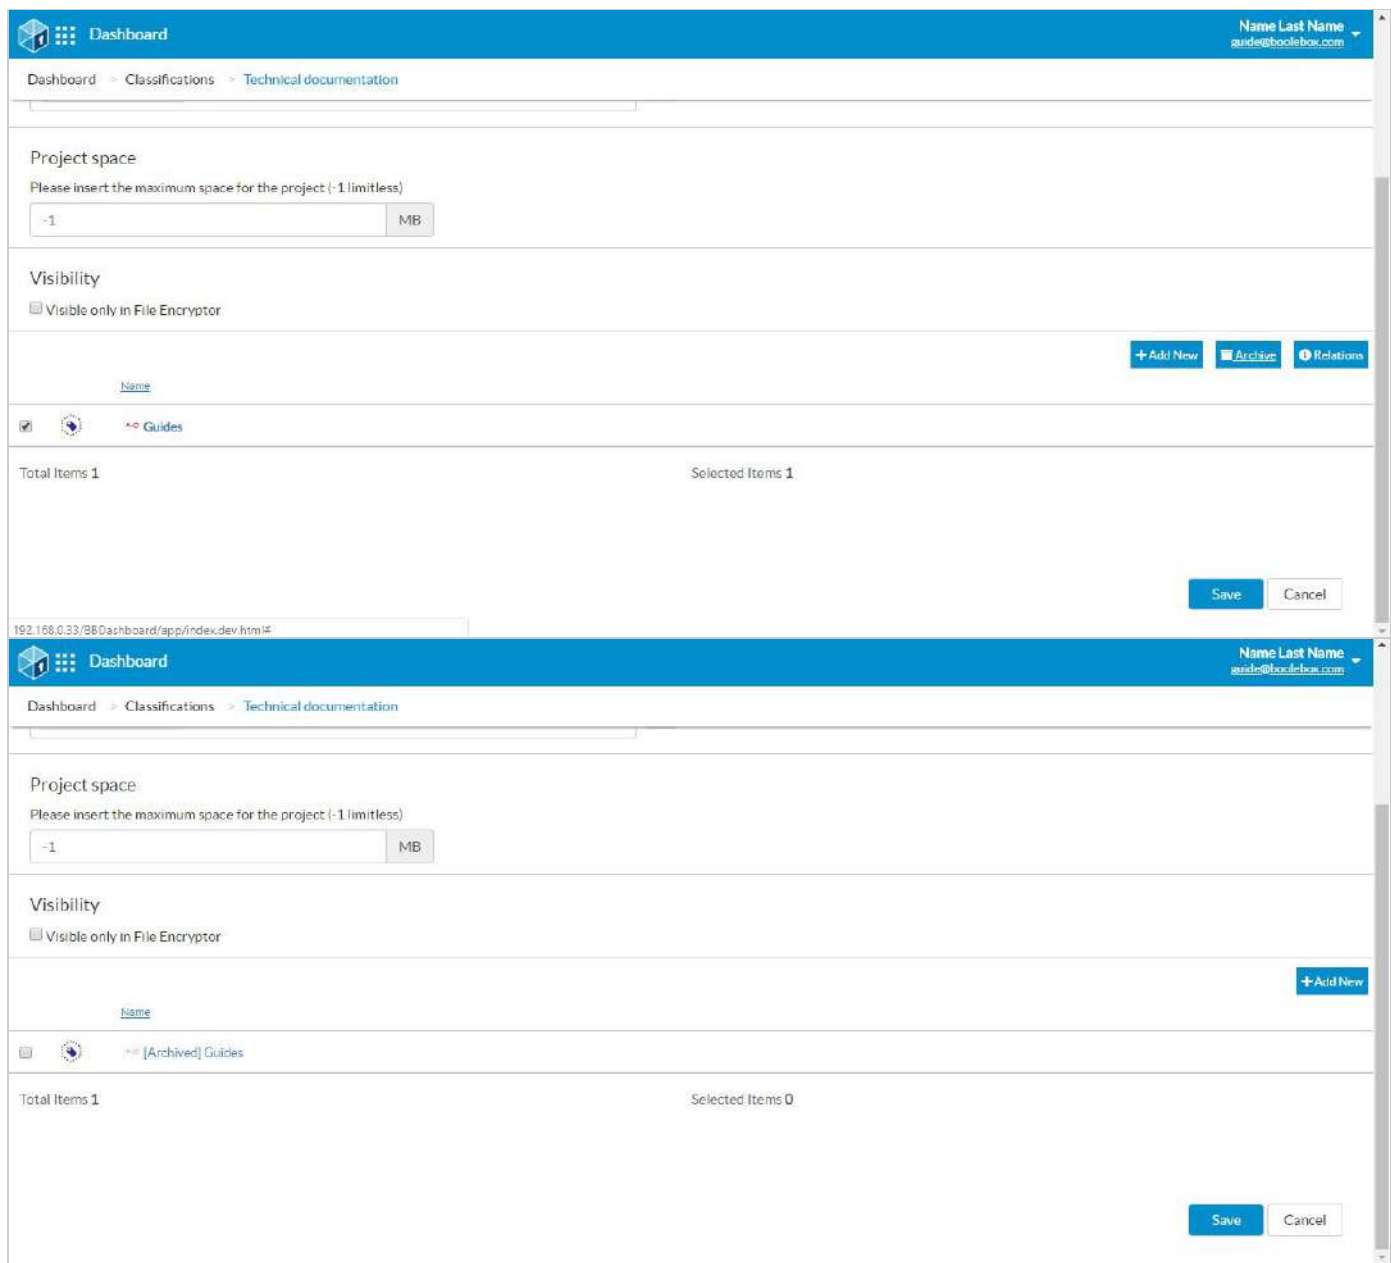 Dashboard Name Last Name
guide@boolebox.com
Dashboard > Classifications > Technical documentation
Project space
Please insert the maximum space for the project (-1 limitless)
-1 MB
Visibility
Visible only in File Encryptor
+Add New Archive Relations
Name
Guides
Total Items 1 Selected Items 1
Save Cancel
192.168.0.33/BBDashboard/app/index.dev.html#
Dashboard Name Last Name
guide@boolebox.com
Dashboard > Classifications > Technical documentation
Project space
Please insert the maximum space for the project (-1 limitless)
-1 MB
Visibility
Visible only in File Encryptor
+Add New
Name
[Archived] Guides
Total Items 1 Selected Items 0
Save Cancel